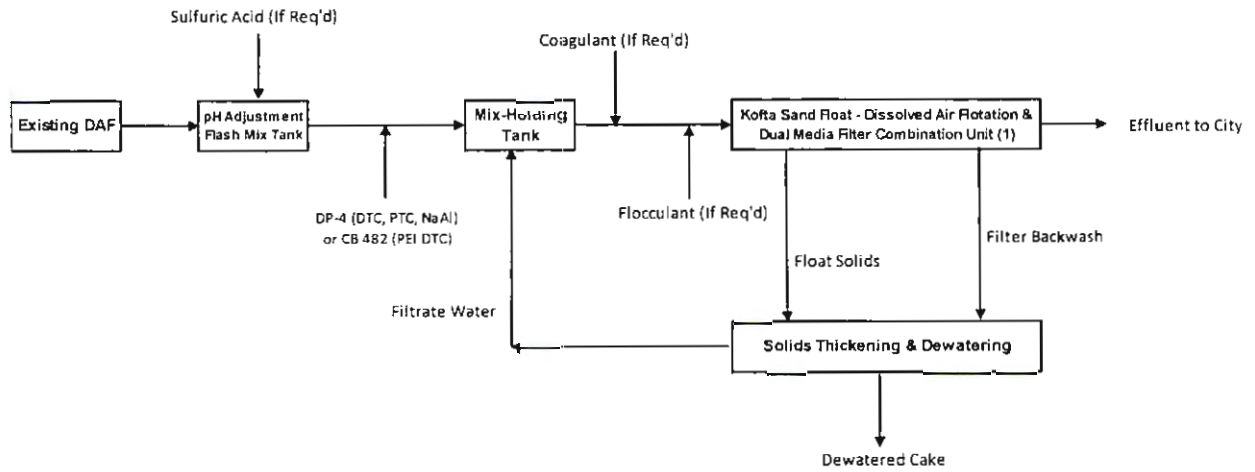 Sulfuric Acid (If Req'd)
Coagulant (If Req'd)
Existing DAF
pH Adjustment
Flash Mix Tank
Mix-Holding
Tank
Kofta Sand Float - Dissolved Air Flotation &
Dual Media Filter Combination Unit (1)
Effluent to City
DP-4 (DTC, PTC, NaAl)
or CB 482 (PEI DTC)
Flocculant (If Req'd)
Float Solids
Filter Backwash
Filtrate Water
Solids Thickening & Dewatering
Dewatered Cake